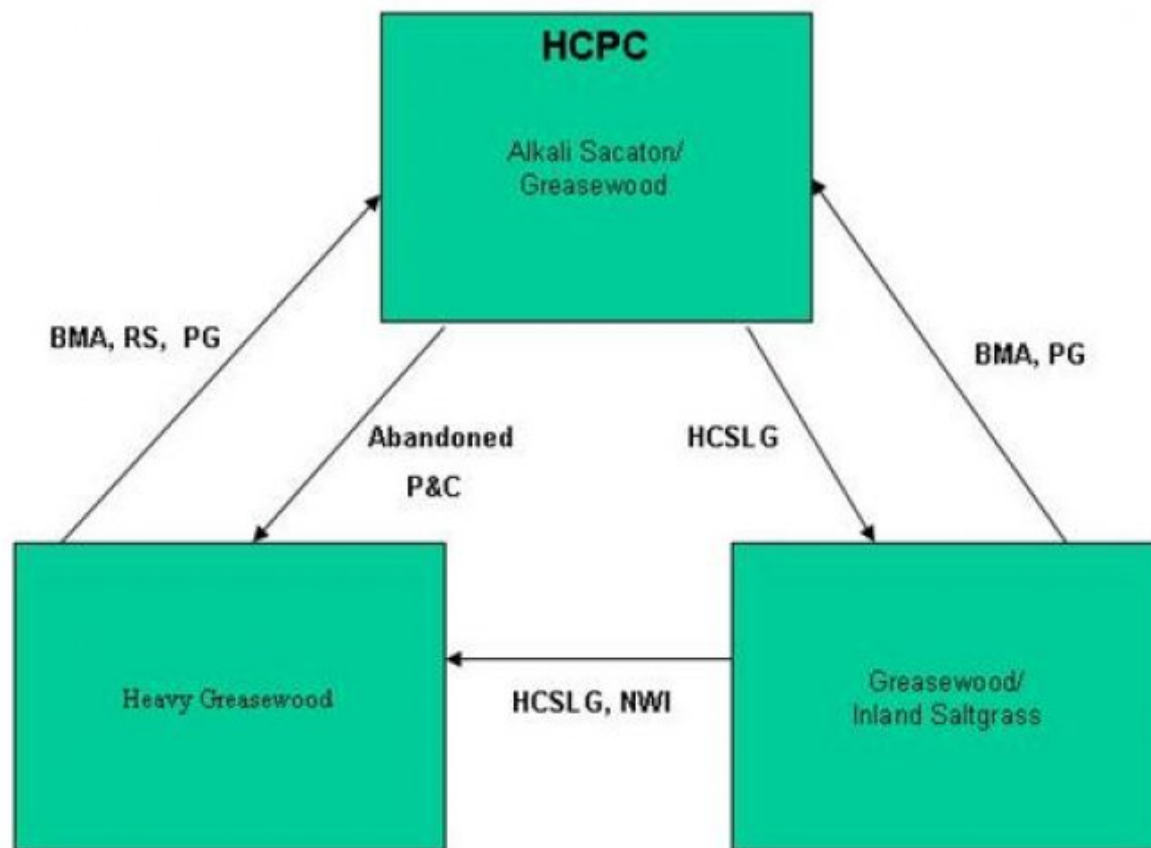 HCPC
Alkali Sacaton/
Greasewood
BMA, RS, PG
BMA, PG
Abandoned
P&C
HCSLG
Heavy Greasewood
HCSLG, NWI
Greasewood/
Inland Saltgrass